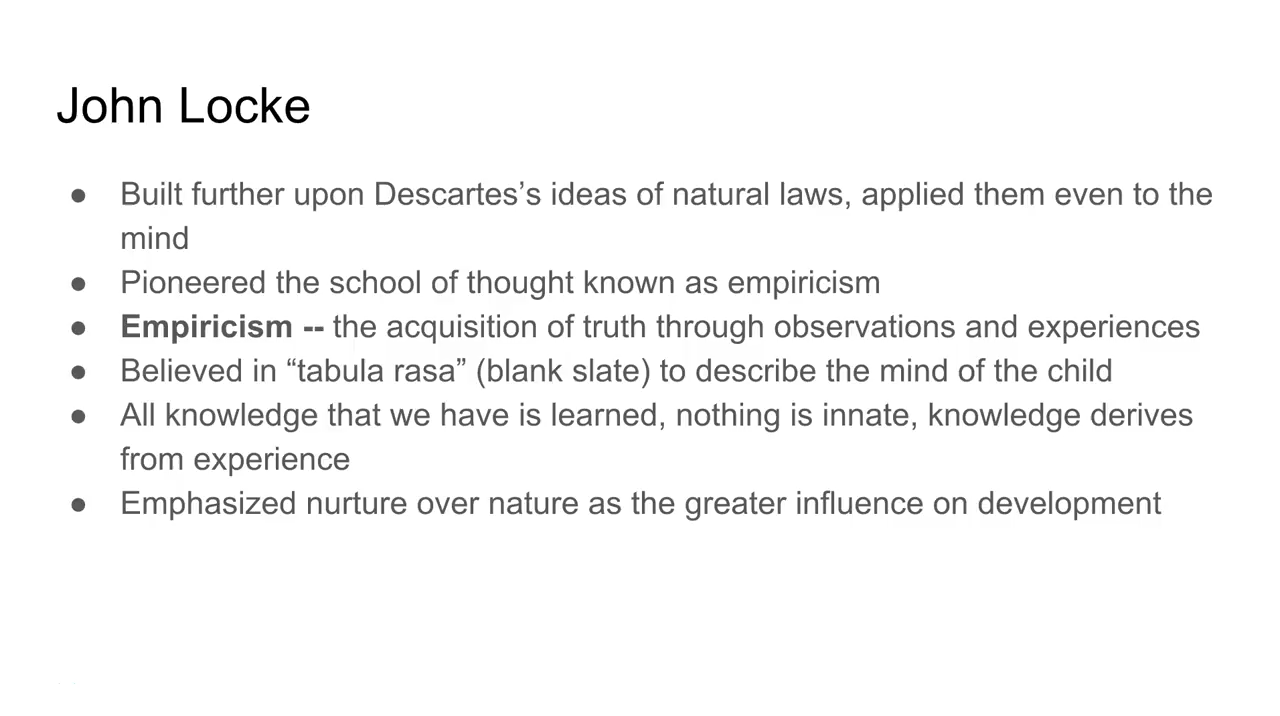 John Locke
● Built further upon Descartes’s ideas of natural laws, applied them even to the
mind
● Pioneered the school of thought known as empiricism
● Empiricism -- the acquisition of truth through observations and experiences
● Believed in “tabula rasa” (blank slate) to describe the mind of the child
● All knowledge that we have is learned, nothing is innate, knowledge derives
from experience
● Emphasized nurture over nature as the greater influence on development